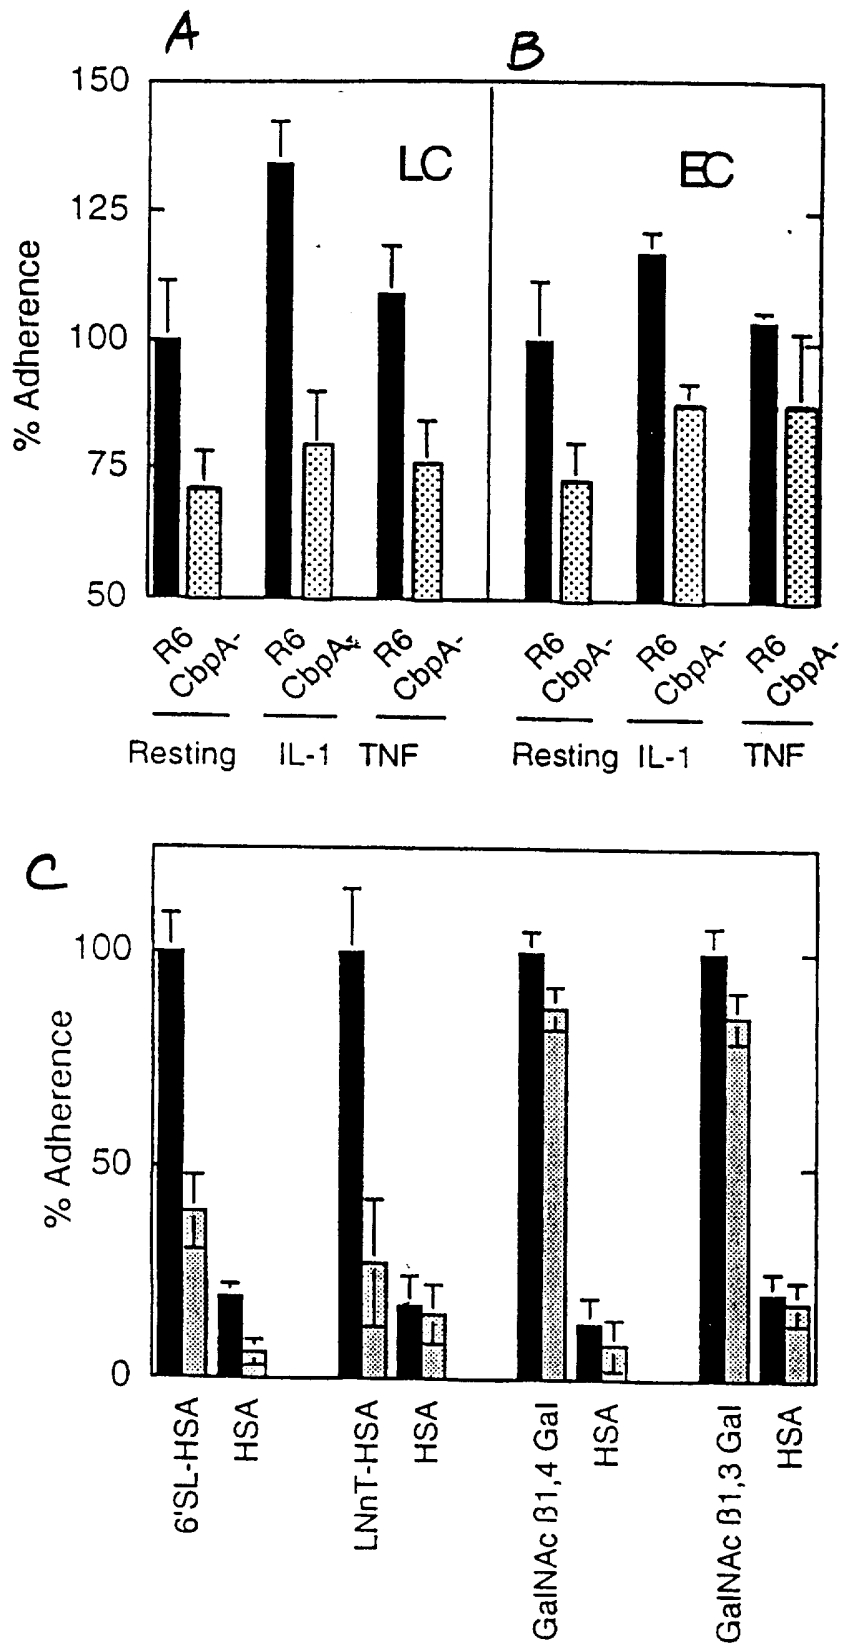 A
B
150
LC
EC
125
% Adherence
100
75
50
R6
CbpA-
R6
CbpA-
R6
CbpA-
R6
CbpA-
R6
CbpA-
R6
CbpA-
Resting
IL-1
TNF
Resting
IL-1
TNF
C
100
% Adherence
50
0
6'SL-HSA
HSA
LNnT-HSA
HSA
GalNAc ß1,4 Gal
HSA
GalNAc ß1,3 Gal
HSA